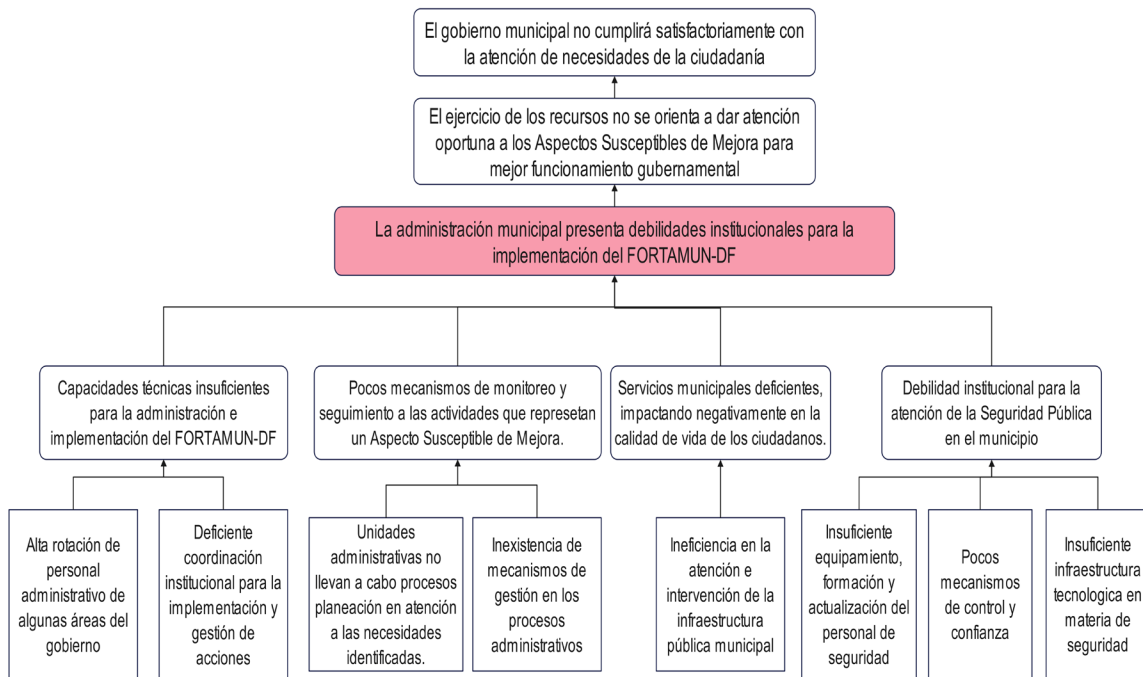 El gobierno municipal no cumplirá satisfactoriamente con
la atención de necesidades de la ciudadanía
El ejercicio de los recursos no se orienta a dar atención
oportuna a los Aspectos Susceptibles de Mejora para
mejor funcionamiento gubernamental
La administración municipal presenta debilidades institucionales para la
implementación del FORTAMUN-DF
Capacidades técnicas insuficientes
para la administración e
implementación del FORTAMUN-DF
Pocos mecanismos de monitoreo y
seguimiento a las actividades que represetan
un Aspecto Susceptible de Mejora.
Servicios municipales deficientes,
impactando negativamente en la
calidad de vida de los ciudadanos.
Debilidad institucional para la
atención de la Seguridad Pública
en el municipio
Alta rotación de
personal
administrativo de
algunas áreas del
gobierno
Deficiente
coordinación
institucional para la
implementación y
gestión de
acciones
Unidades
administrativas no
llevan a cabo procesos
planeación en atención
a las necesidades
identificadas.
Inexistencia de
mecanismos de
gestión en los
procesos
administrativos
Ineficiencia en la
atención e
intervención de la
infraestructura
pública municipal
Insuficiente
equipamiento,
formación y
actualización del
personal de
seguridad
Pocos
mecanismos
de control y
confianza
Insuficiente
infraestructura
tecnologica en
materia de
seguridad